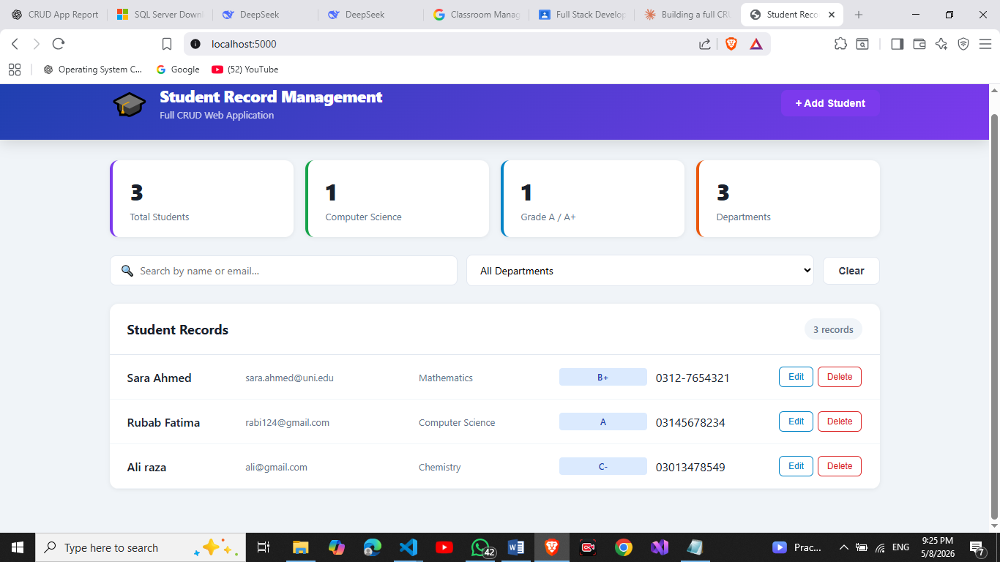 CRUD App Report
SQL Server Downl
DeepSeek
DeepSeek
Classroom Manag
Full Stack Develop
Building a full CRU
Student Reco
localhost:5000
Operating System C...
Google
(52) YouTube
Student Record Management
Full CRUD Web Application
+ Add Student
3
Total Students
1
Computer Science
1
Grade A / A+
3
Departments
Search by name or email...
All Departments
Clear
Student Records
3 records
Sara Ahmed sara.ahmed@uni.edu Mathematics B+ 0312-7654321 Edit Delete
Rubab Fatima rabi124@gmail.com Computer Science A 03145678234 Edit Delete
Ali raza ali@gmail.com Chemistry C- 03013478549 Edit Delete
Type here to search
42
Prac...
ENG
9:25 PM
5/8/2026
7